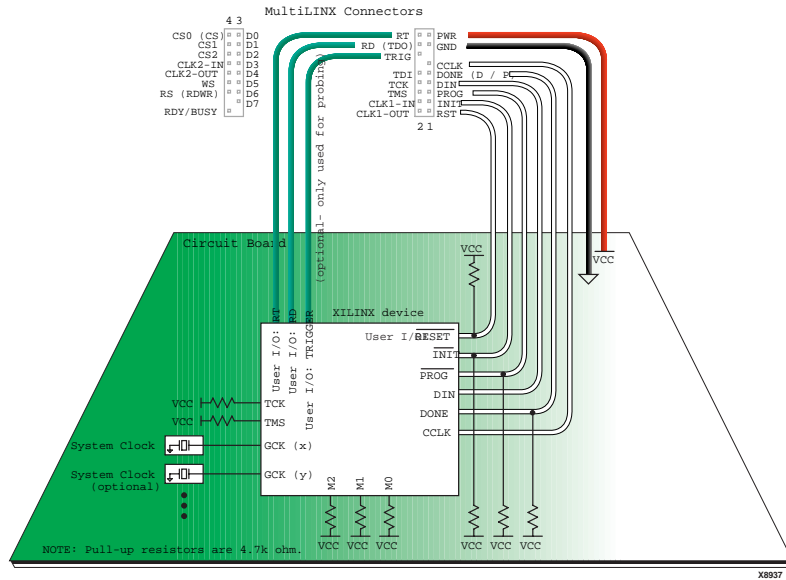 MultiLINX Connectors
4 3
CS0 (CS) D0
CS1 D1
CS2 D2
CLK2-IN D3
CLK2-OUT D4
WS D5
RS (RDWR) D6
D7
RDY/BUSY
RT PWR
RD (TDO) GND
TRIG
CCLK
TDI DONE (D / P)
TCK DIN
TMS PROG
CLK1-IN INIT
CLK1-OUT RST
2 1
(optional- only used for probing)
Circuit Board
VCC
VCC
XILINX device
User I/O: RT
User I/O: RD
User I/O: TRIGGER
User I/O: RESET
INIT
PROG
DIN
DONE
CCLK
VCC TCK
VCC TMS
System Clock GCK (x)
System Clock GCK (y)
(optional)
M2 M1 M0
VCC VCC VCC VCC VCC VCC
NOTE: Pull-up resistors are 4.7k ohm.
X8937